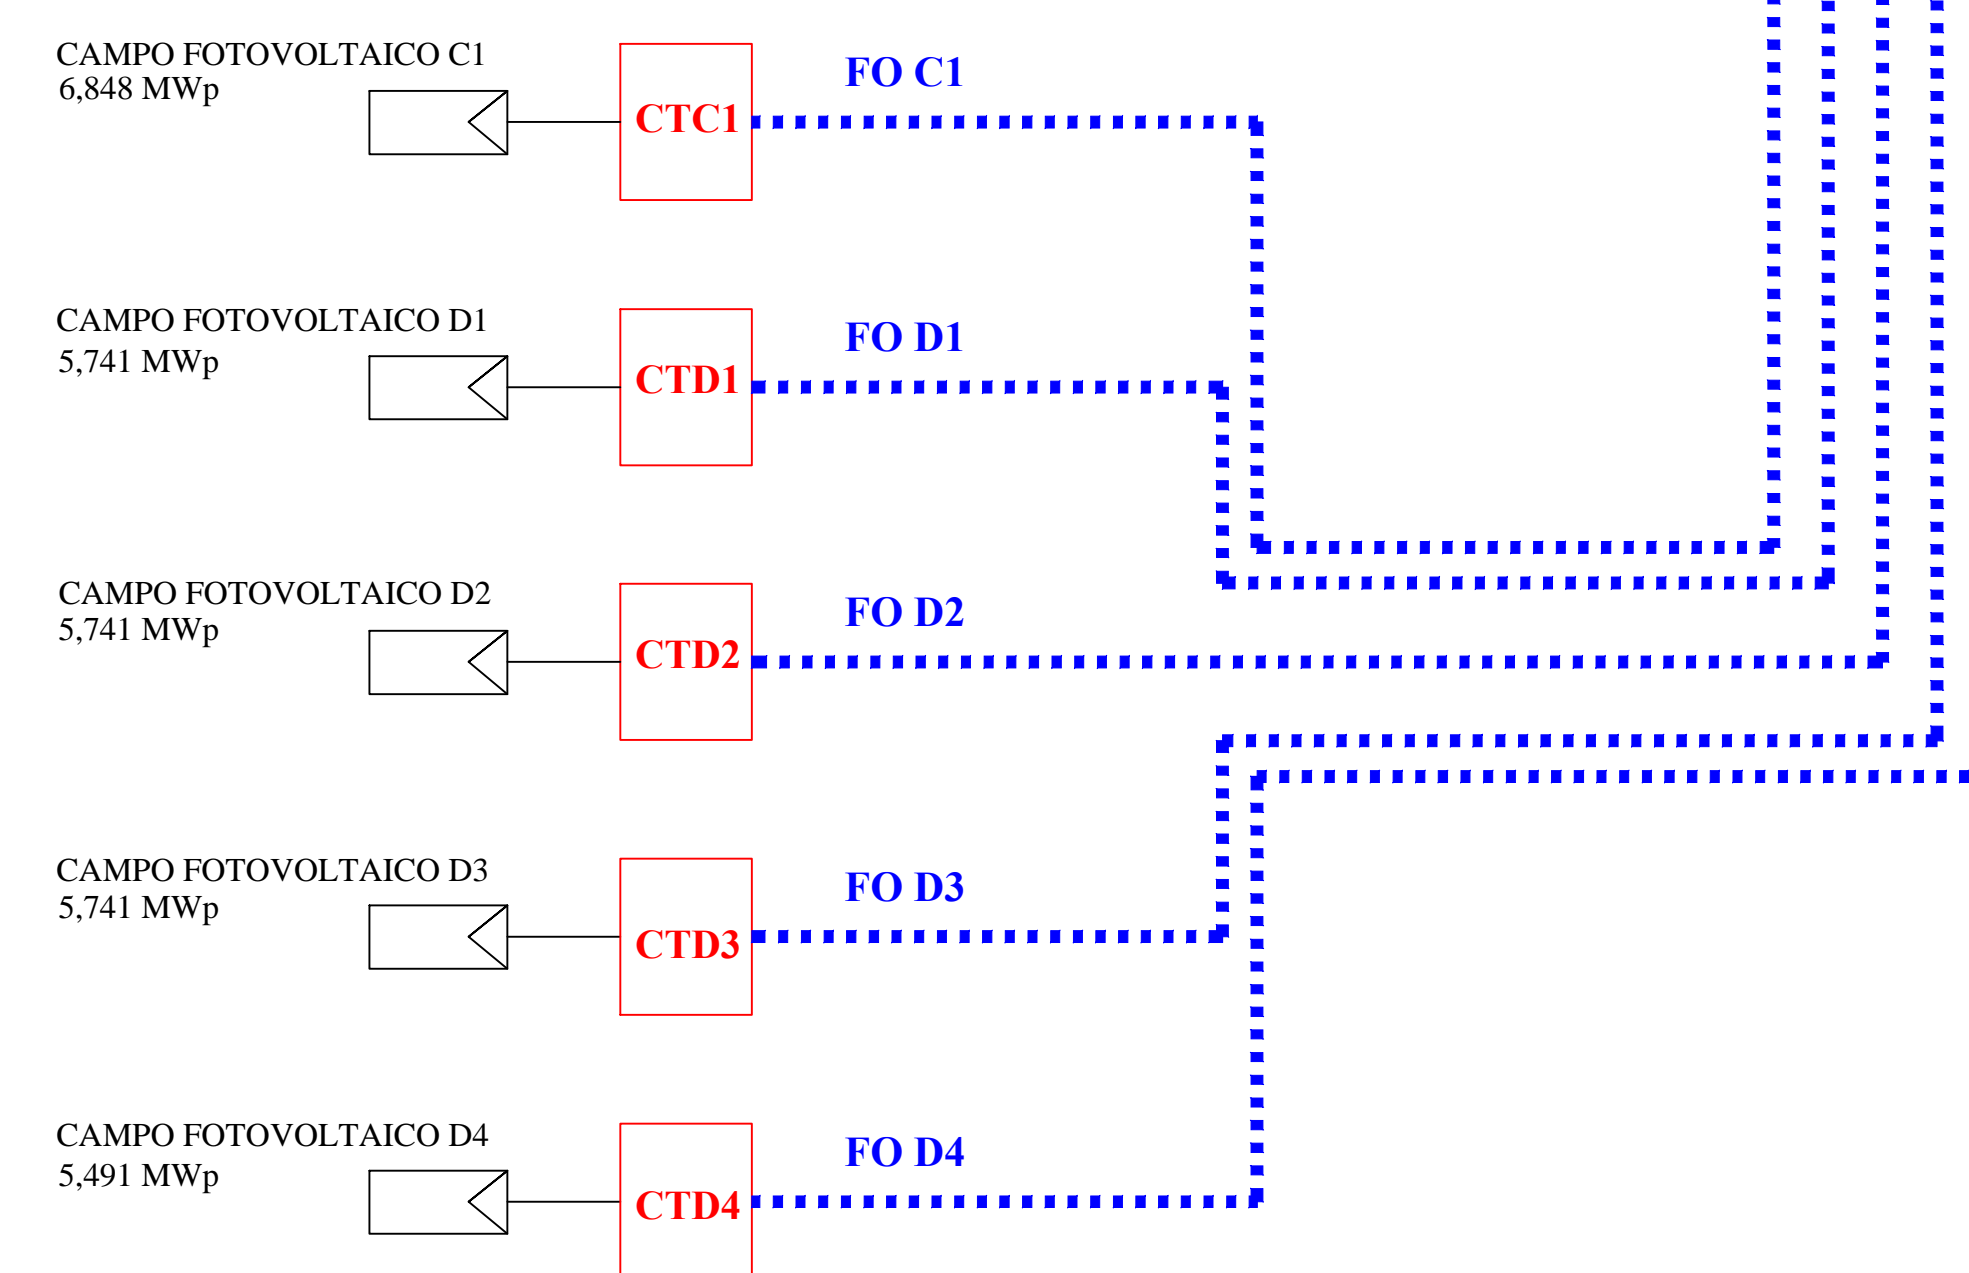 CAMPO FOTOVOLTAICO C1
6,848 MWp
CTC1
FO C1
CAMPO FOTOVOLTAICO D1
5,741 MWp
CTD1
FO D1
CAMPO FOTOVOLTAICO D2
5,741 MWp
CTD2
FO D2
CAMPO FOTOVOLTAICO D3
5,741 MWp
CTD3
FO D3
CAMPO FOTOVOLTAICO D4
5,491 MWp
CTD4
FO D4